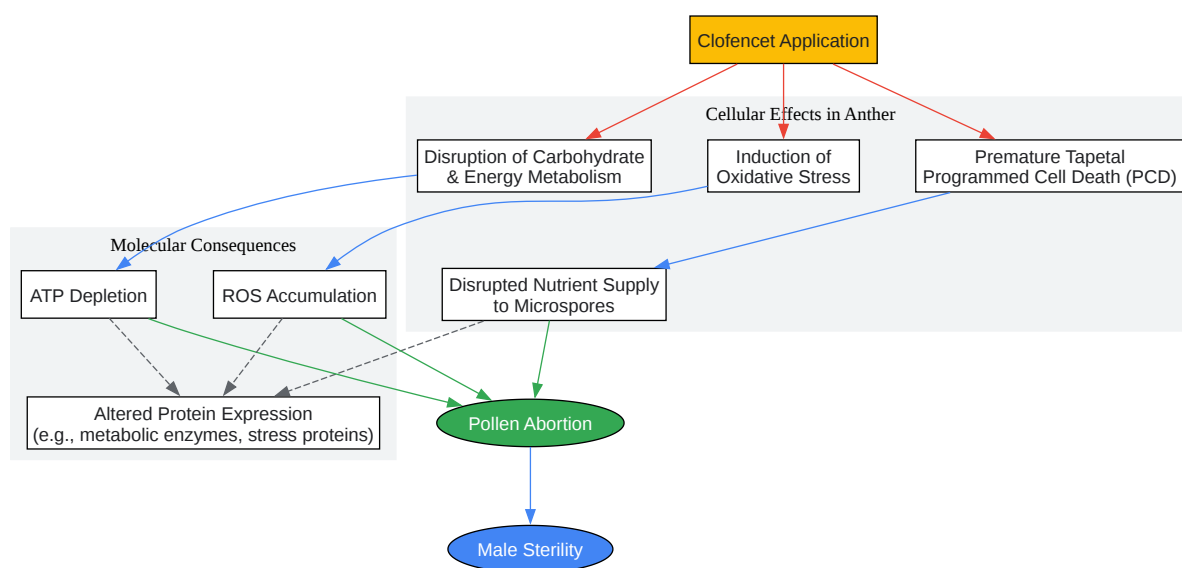 Clofencet Application
Cellular Effects in Anther
Disruption of Carbohydrate
& Energy Metabolism
Induction of
Oxidative Stress
Premature Tapetal
Programmed Cell Death (PCD)
Molecular Consequences
ATP Depletion
ROS Accumulation
Disrupted Nutrient Supply
to Microspores
Altered Protein Expression
(e.g., metabolic enzymes, stress proteins)
Pollen Abortion
Male Sterility